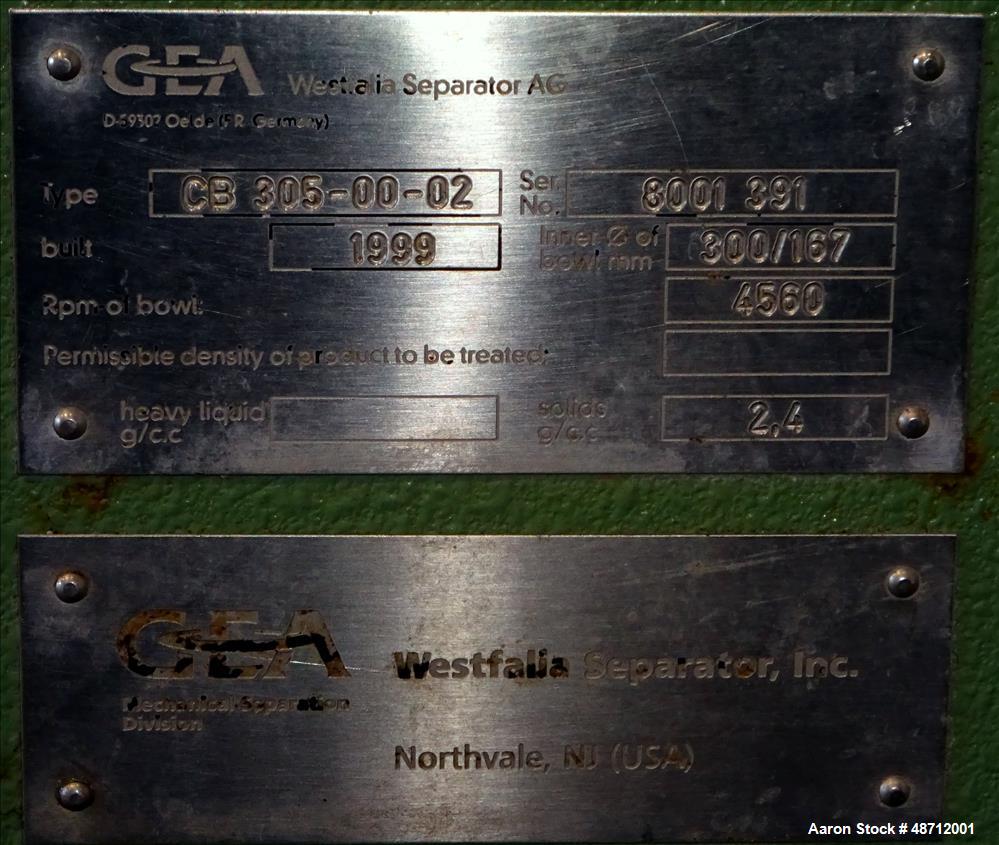 GEA Westfalia Separator AG
D-59302 Oelde (F.R. Germany)
Type CB 305-00-02 Ser. No. 8001 391
built 1999 Inner-Ø of bowl mm 300/167
Rpm of bowl: 4560
Permissible density of product to be treated:
heavy liquid g/c.c solids g/c.c 2,4
GEA Westfalia Separator, Inc.
Mechanical Separation
Division
Northvale, NJ (USA)
Aaron Stock # 48712001